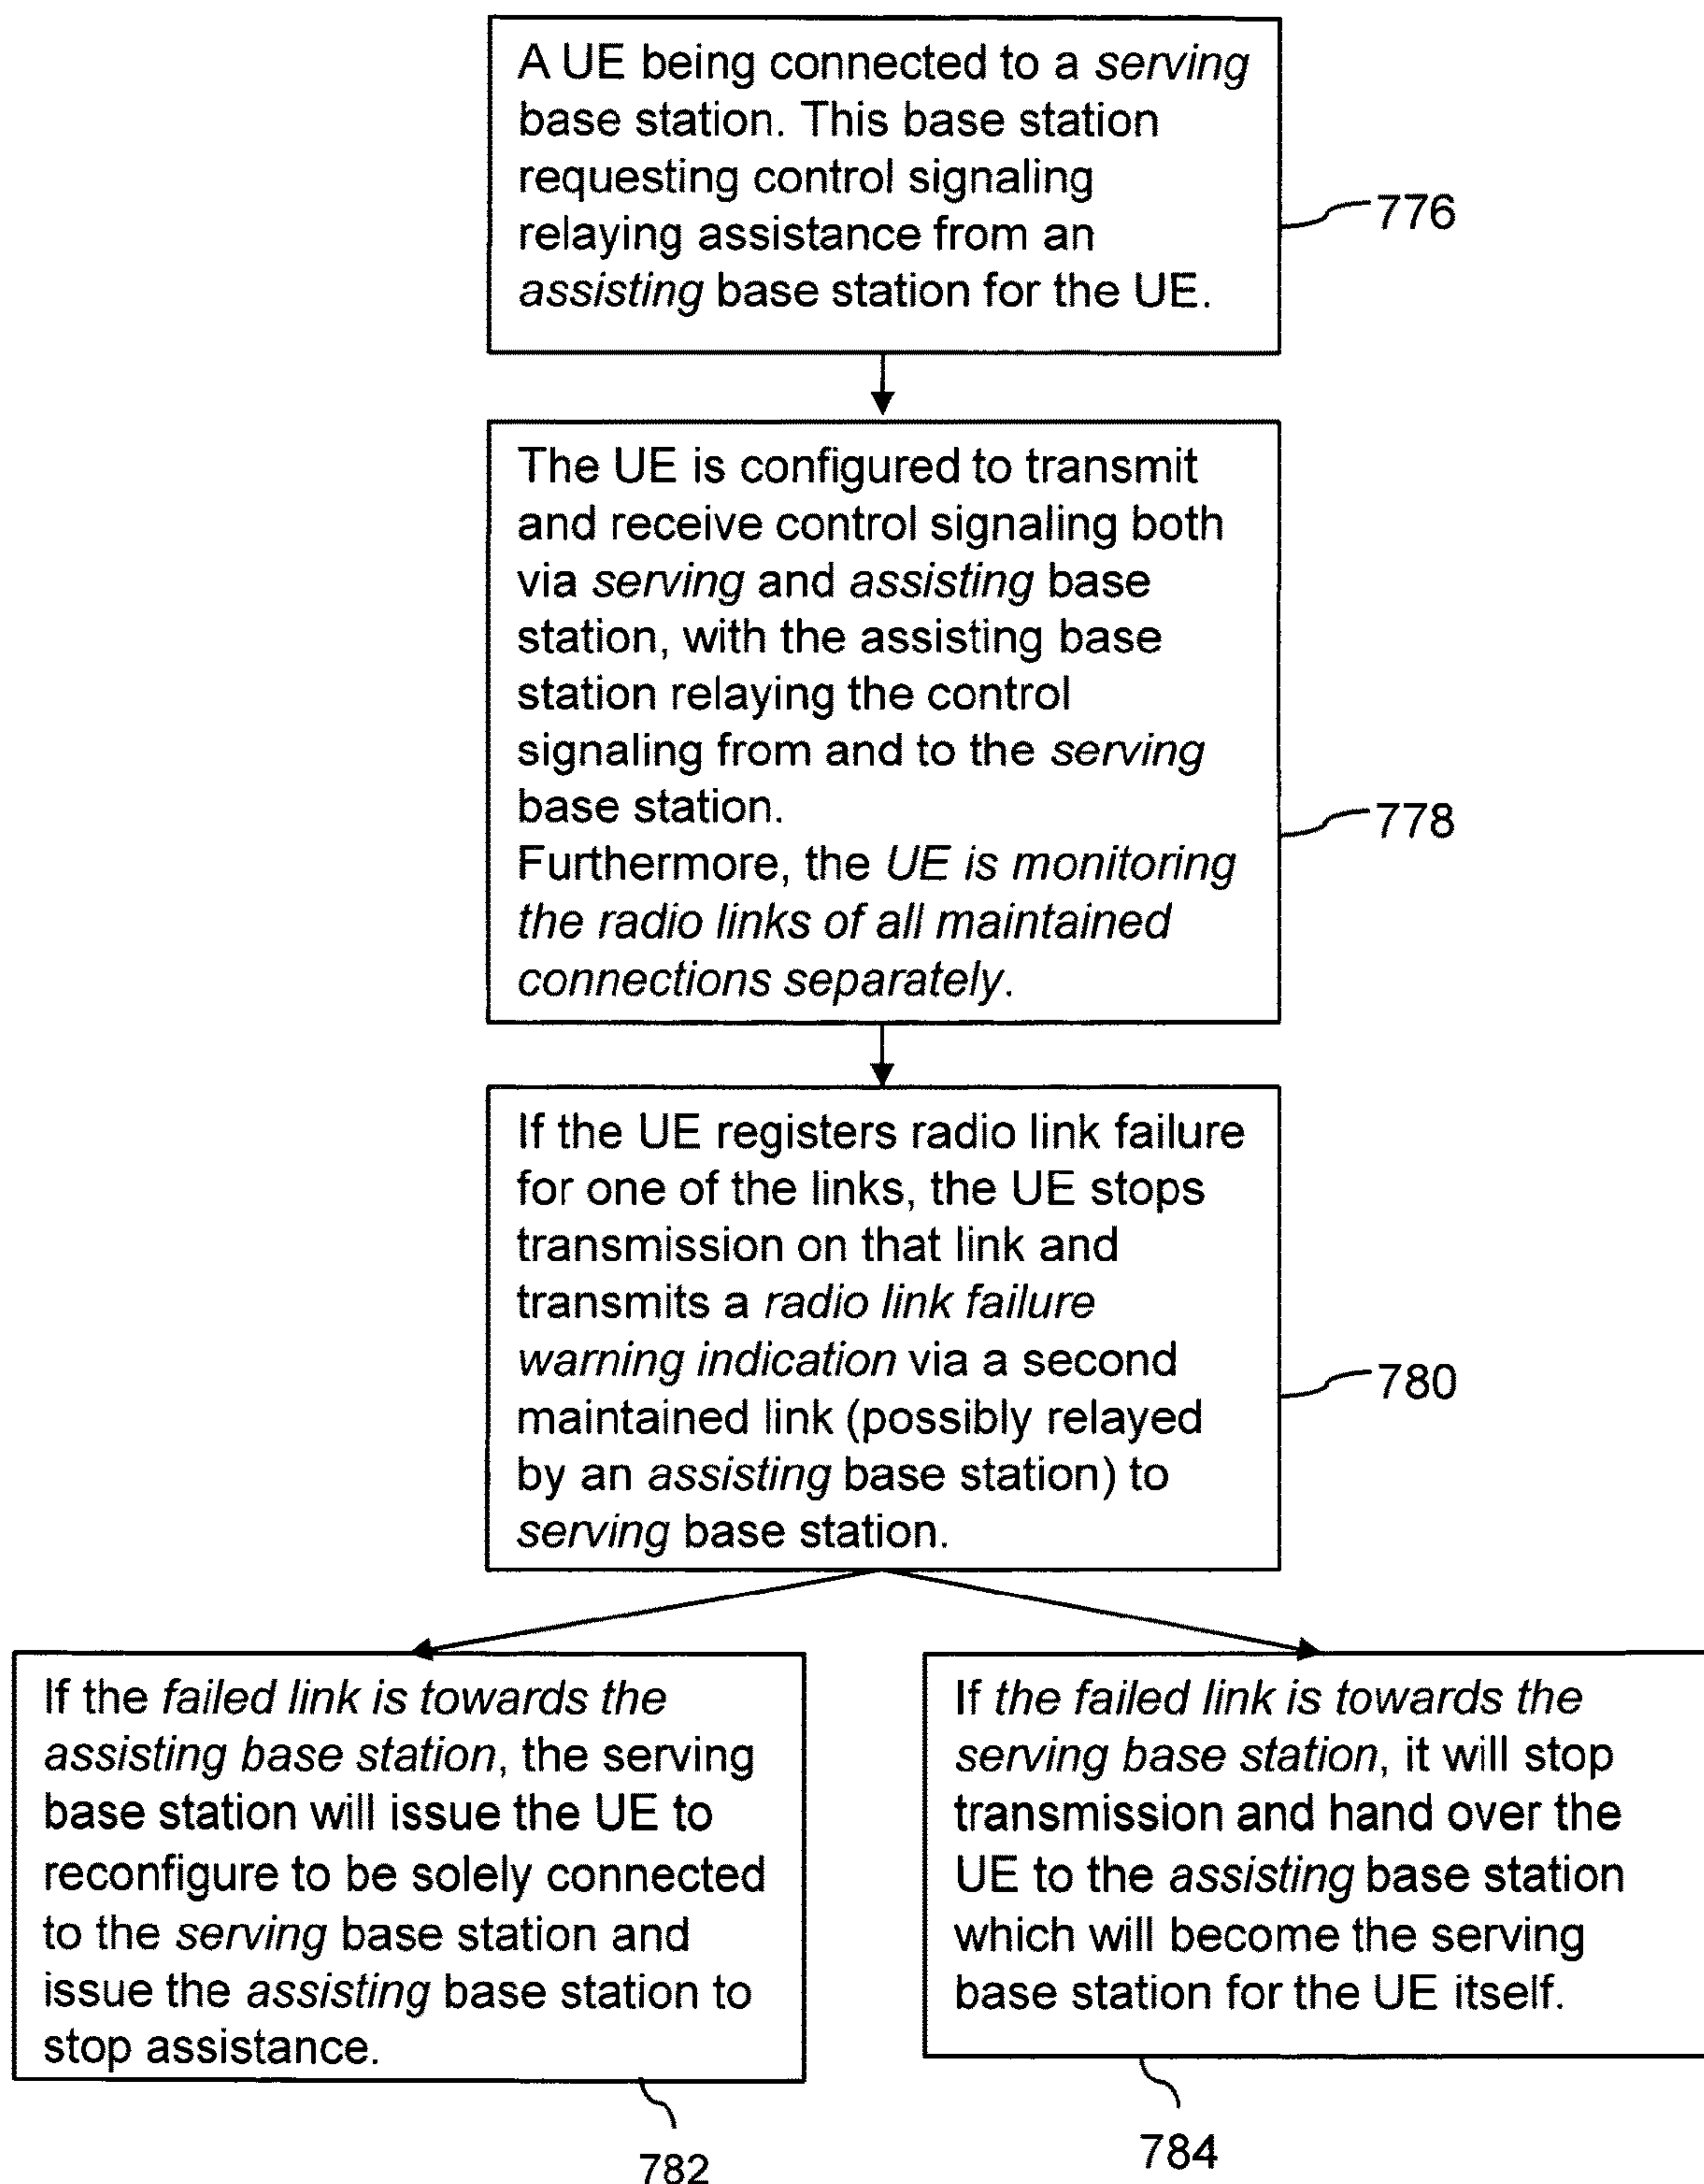 A UE being connected to a serving
base station. This base station
requesting control signaling
relaying assistance from an
assisting base station for the UE.
776
The UE is configured to transmit
and receive control signaling both
via serving and assisting base
station, with the assisting base
station relaying the control
signaling from and to the serving
base station.
Furthermore, the UE is monitoring
the radio links of all maintained
connections separately.
778
If the UE registers radio link failure
for one of the links, the UE stops
transmission on that link and
transmits a radio link failure
warning indication via a second
maintained link (possibly relayed
by an assisting base station) to
serving base station.
780
If the failed link is towards the
assisting base station, the serving
base station will issue the UE to
reconfigure to be solely connected
to the serving base station and
issue the assisting base station to
stop assistance.
782
If the failed link is towards the
serving base station, it will stop
transmission and hand over the
UE to the assisting base station
which will become the serving
base station for the UE itself.
784